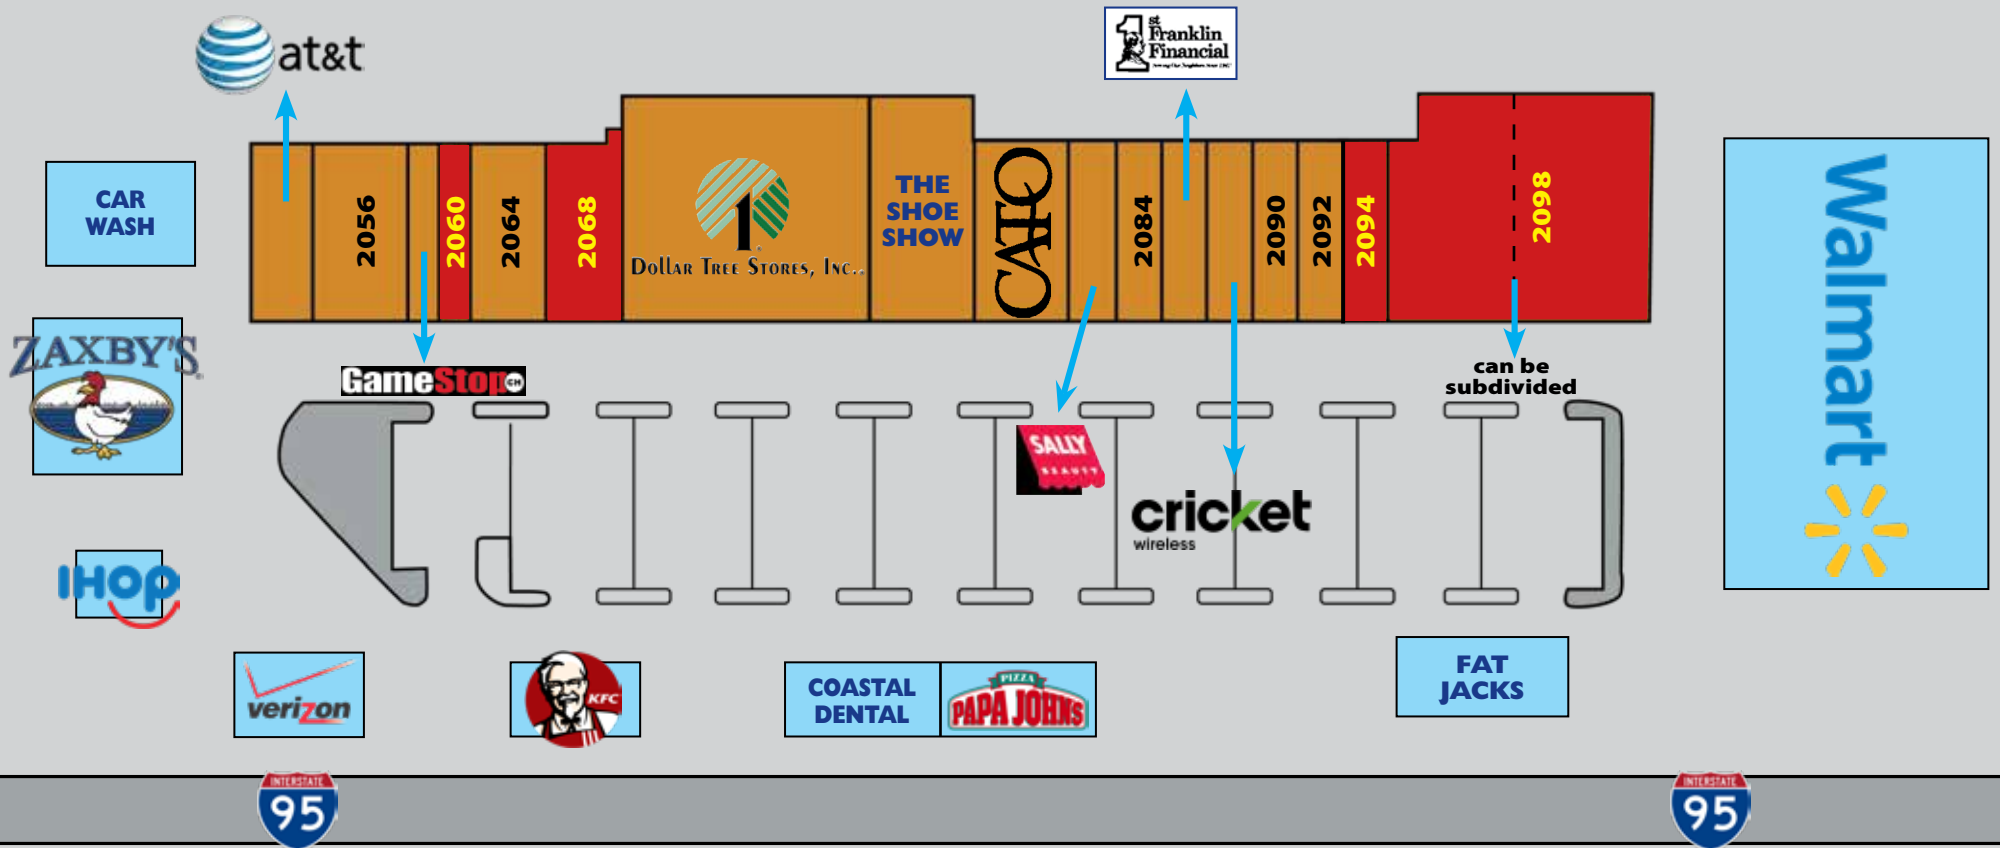 at&t
1st
Franklin
Financial
CAR
WASH
2056
2060
2064
2068
1
DOLLAR TREE STORES, INC.
THE
SHOE
SHOW
CATO
2084
2090
2092
2094
2098
Walmart
ZAXBY'S
GameStop
can be
subdivided
SALLY
BEAUTY
cricket
wireless
IHOP
verizon
KFC
COASTAL
DENTAL
PIZZA
PAPA JOHNS
FAT
JACKS
INTERSTATE
95
INTERSTATE
95